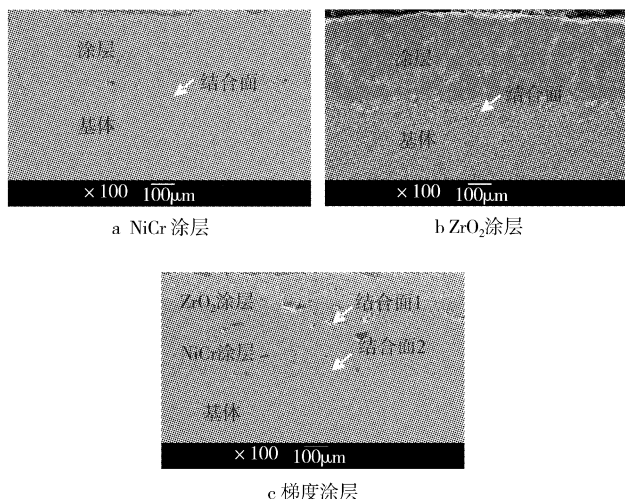 涂层
结合面
基体
×100 100μm
a NiCr 涂层
涂层
结合面
基体
×100 100μm
b ZrO₂涂层
ZrO₂涂层
结合面1
NiCr涂层
结合面2
基体
×100 100μm
c 梯度涂层